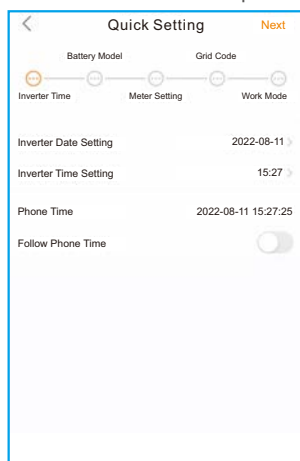 Quick Setting Next
Battery Model Grid Code
Inverter Time Meter Setting Work Mode
Inverter Date Setting 2022-08-11
Inverter Time Setting 15:27
Phone Time 2022-08-11 15:27:25
Follow Phone Time